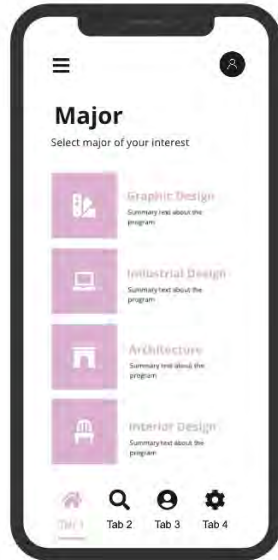 Major
Select major of your interest
Graphic Design
Summary text about the
program
Industrial Design
Summary text about the
program
Architecture
Summary text about the
program
Interior Design
Summary text about the
program
Tab 1
Tab 2
Tab 3
Tab 4